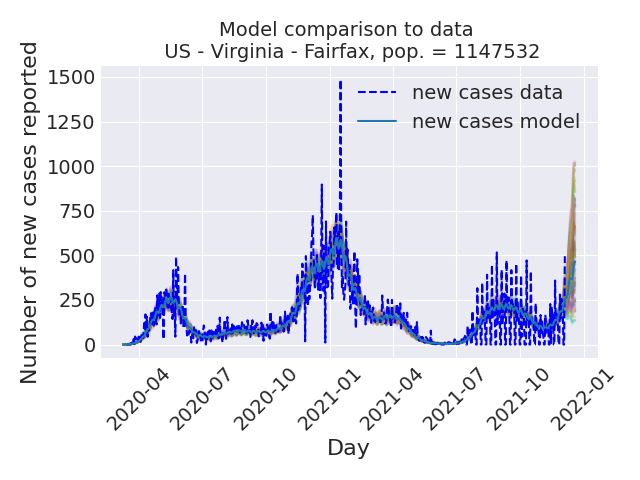 Model comparison to data
US - Virginia - Fairfax, pop. = 1147532
Number of new cases reported
1500
1250
1000
750
500
250
0
new cases data
new cases model
2020-04
2020-07
2020-10
2021-01
2021-04
2021-07
2021-10
2022-01
Day